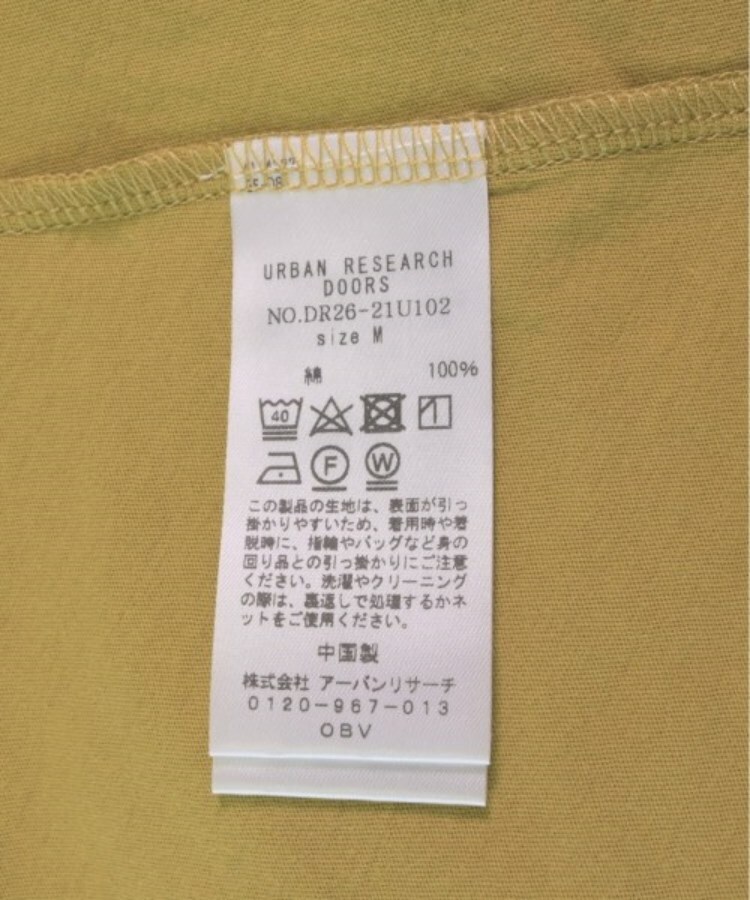 URBAN RESEARCH
DOORS
NO.DR26-21U102
size M
綿 100%
40
F W
この製品の生地は、表面が引っ
掛かりやすいため、着用時や着
脱時に、指輪やバッグなど身の
回り品との引っ掛かりにご注意
ください。洗濯やクリーニング
の際は、裏返しで処理するかネ
ットをご使用ください。
中国製
株式会社 アーバンリサーチ
0120-967-013
OBV